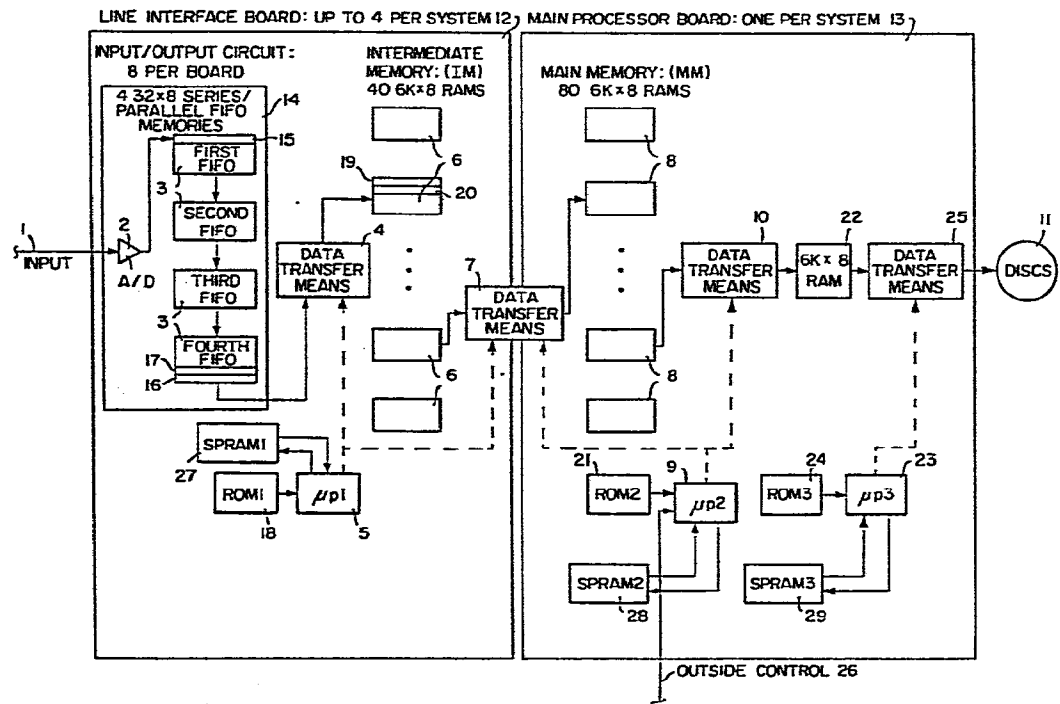 LINE INTERFACE BOARD: UP TO 4 PER SYSTEM 12
MAIN PROCESSOR BOARD: ONE PER SYSTEM 13
INPUT/OUTPUT CIRCUIT:
8 PER BOARD
4 32x8 SERIES/
PARALLEL FIFO
MEMORIES
14
15
FIRST
FIFO
3
SECOND
FIFO
THIRD
FIFO
3
FOURTH
FIFO
17
16
1
INPUT
2
A/D
INTERMEDIATE
MEMORY: (IM)
40 6K×8 RAMS
6
19
20
6
6
4
DATA
TRANSFER
MEANS
7
DATA
TRANSFER
MEANS
SPRAM1
27
ROM1
18
μp1
5
MAIN MEMORY: (MM)
80 6K×8 RAMS
8
8
10
DATA
TRANSFER
MEANS
22
6K×8
RAM
25
DATA
TRANSFER
MEANS
11
DISCS
21
ROM2
9
μp2
24
ROM3
23
μp3
SPRAM2
28
SPRAM3
29
OUTSIDE CONTROL 26